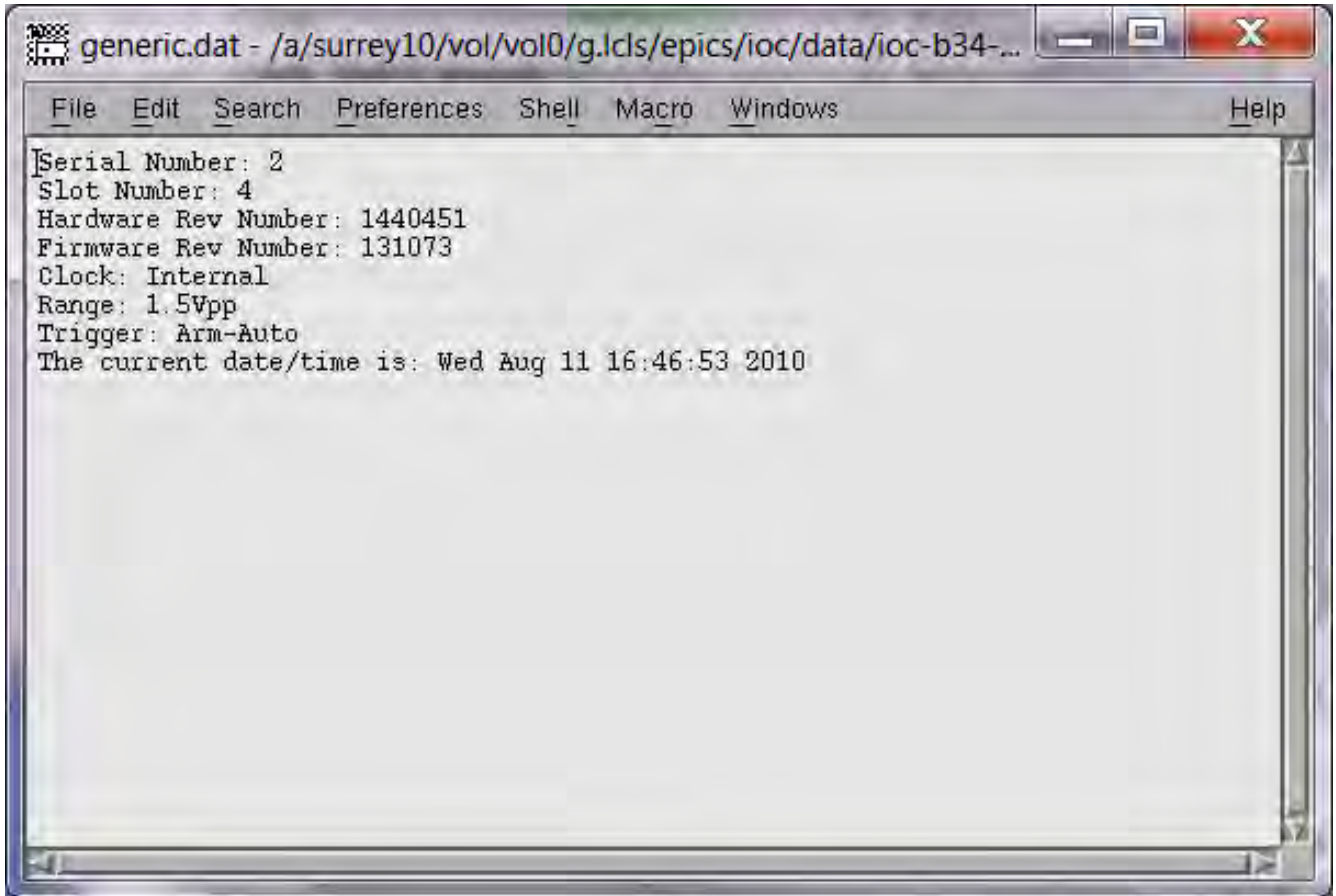 generic.dat - /a/surrey10/vol/vol0/g.lcls/epics/ioc/data/ioc-b34-...
File Edit Search Preferences Shell Macro Windows Help
Serial Number: 2
Slot Number: 4
Hardware Rev Number: 1440451
Firmware Rev Number: 131073
Clock: Internal
Range: 1.5Vpp
Trigger: Arm-Auto
The current date/time is: Wed Aug 11 16:46:53 2010